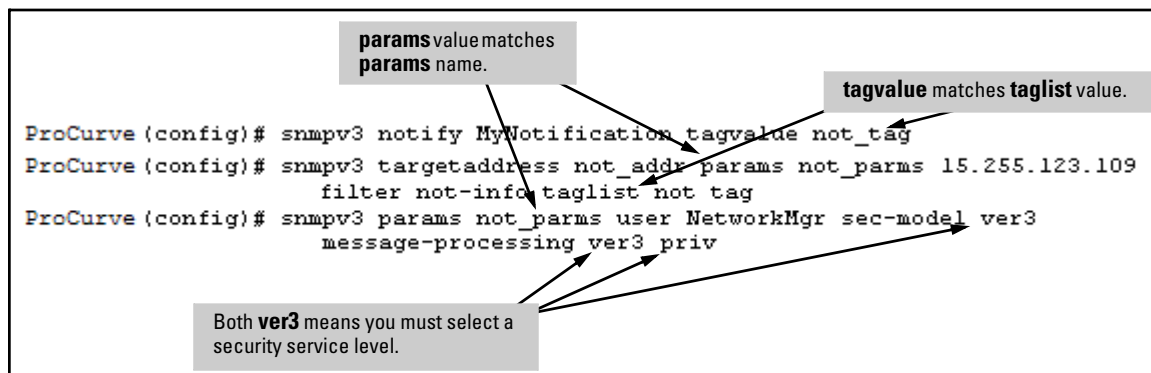 params value matches
params name.
tagvalue matches taglist value.
ProCurve(config)# snmpv3 notify MyNotification tagvalue not_tag
ProCurve(config)# snmpv3 targetaddress not_addr params not_parms 15.255.123.109
filter not-info taglist not tag
ProCurve(config)# snmpv3 params not_parms user NetworkMgr sec-model ver3
message-processing ver3 priv
Both ver3 means you must select a
security service level.